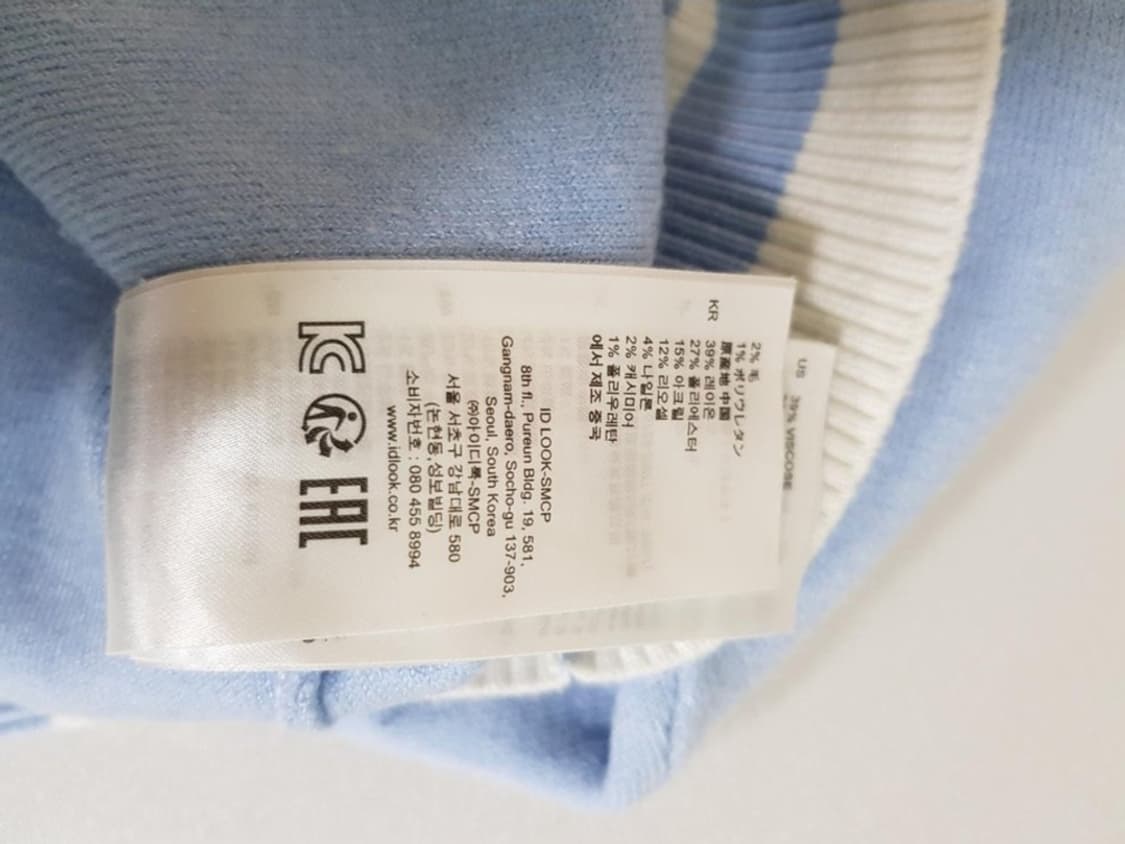 2% 毛
1% ポリウレタン
原産地 中国
KR
39% 레이온
27% 폴리에스터
15% 아크릴
12% 리오셀
4% 나일론
2% 캐시미어
1% 폴리우레탄
에서 제조 중국
ID LOOK-SMCP
8th fl., Pureun Bldg. 19, 581,
Gangnam-daero, Socho-gu 137-903,
Seoul, South Korea
㈜아이디룩-SMCP
서울 서초구 강남대로 580
(논현동,성보빌딩)
www.idlook.co.kr
소비자번호 : 080 455 8994
EAC
US
39% VISCOSE